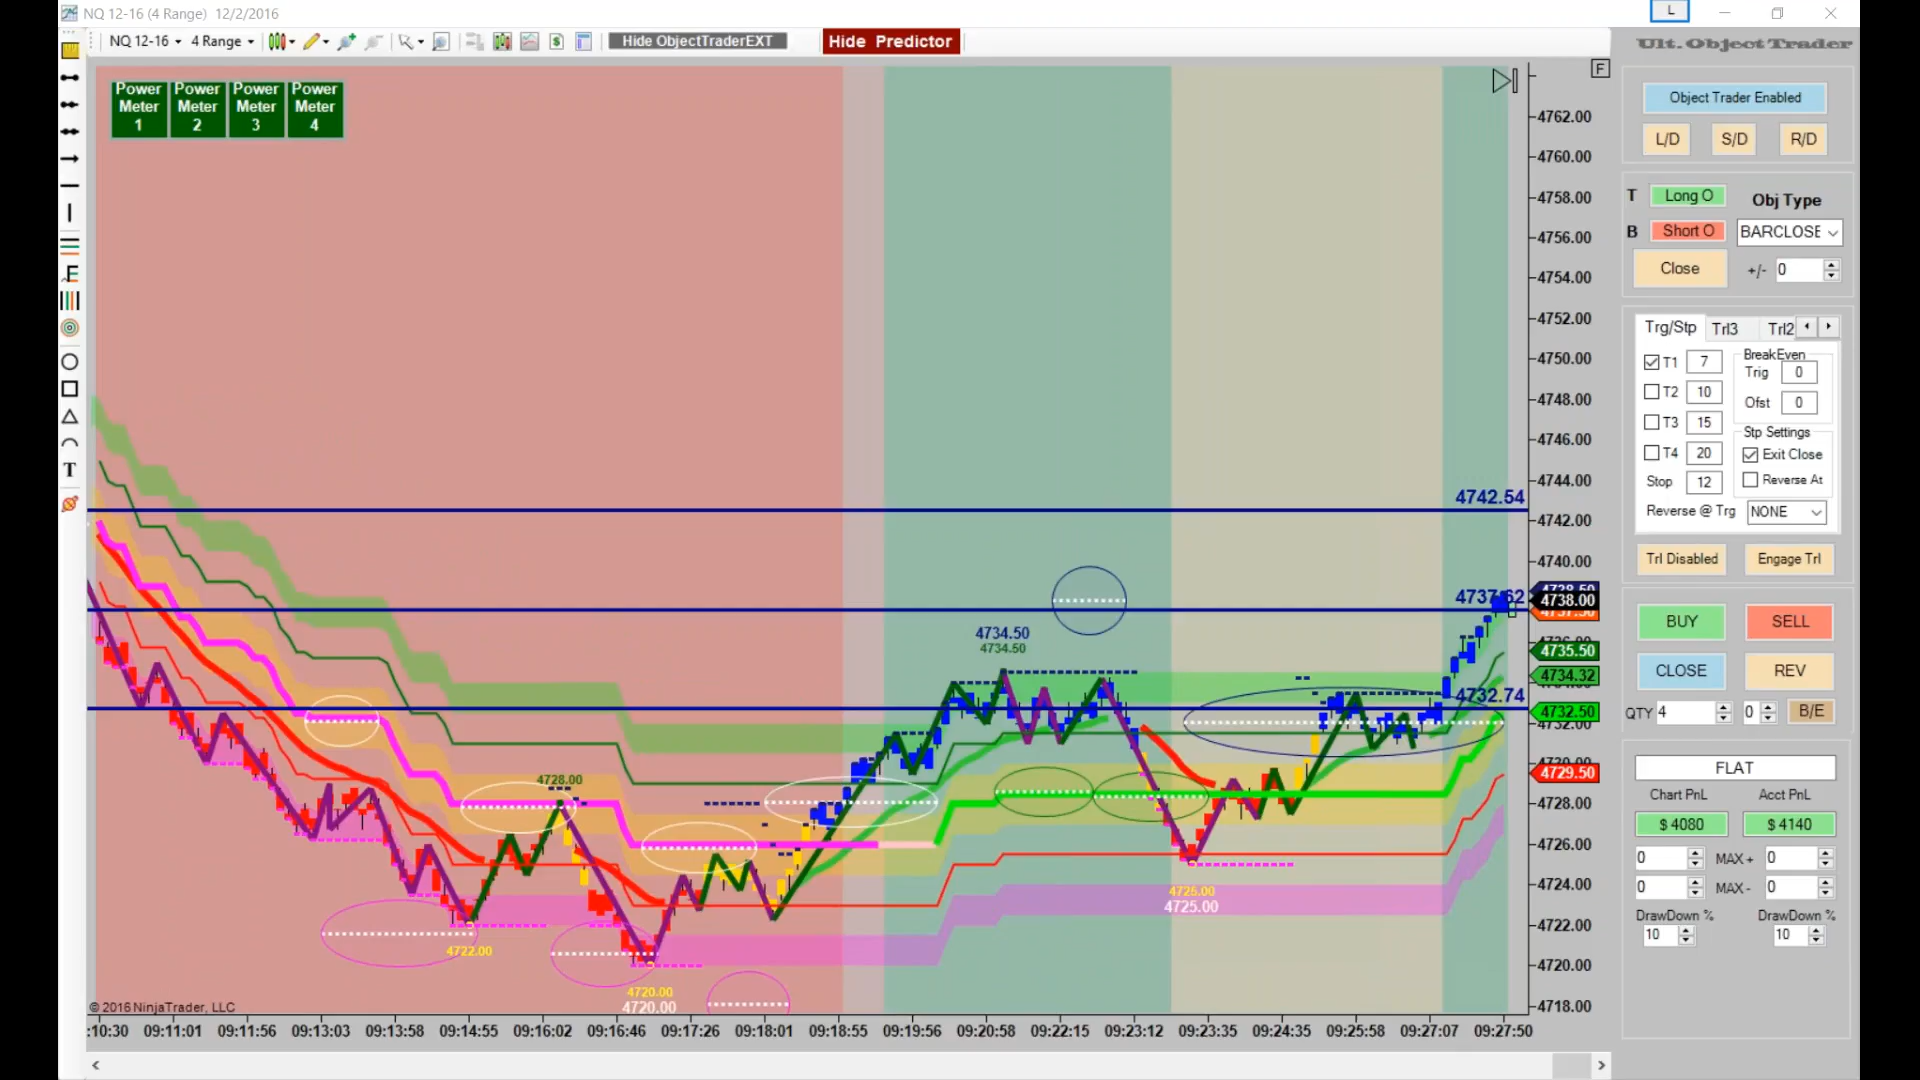 NQ 12-16 (4 Range)  12/2/2016
L
NQ 12-16  4 Range  Hide ObjectTraderEXT  Hide Predictor
Ult. Object Trader
F
Power Meter 1
Power Meter 2
Power Meter 3
Power Meter 4
Object Trader Enabled
L/D  S/D  R/D
T  Long O  Obj Type
B  Short O  BARCLOSE
Close  +/-  0
Trg/Stp  Trl3  Trl2
T1  7  BreakEven
Trig  0
T2  10
Ofst  0
T3  15
Stp Settings
T4  20  Exit Close
Stop  12  Reverse At
Reverse @ Trg  NONE
Trl Disabled  Engage Trl
BUY  SELL
CLOSE  REV
QTY  4  0  B/E
FLAT
Chart PnL  Acct PnL
$ 4080  $ 4140
0  MAX +  0
0  MAX -  0
DrawDown %  DrawDown %
10  10
4762.00
4760.00
4758.00
4756.00
4754.00
4752.00
4750.00
4748.00
4746.00
4744.00
4742.54
4742.00
4740.00
4737.62
4738.00
4734.50
4734.50
4735.50
4734.32
4732.74
4732.50
4732.00
4729.50
4728.00
4728.00
4726.00
4724.00
4725.00
4725.00
4722.00
4722.00
4720.00
4720.00
4720.00
4718.00
© 2016 NinjaTrader, LLC
:10:30  09:11:01  09:11:56  09:13:03  09:13:58  09:14:55  09:16:02  09:16:46  09:17:26  09:18:01  09:18:55  09:19:56  09:20:58  09:22:15  09:23:12  09:23:35  09:24:35  09:25:58  09:27:07  09:27:50